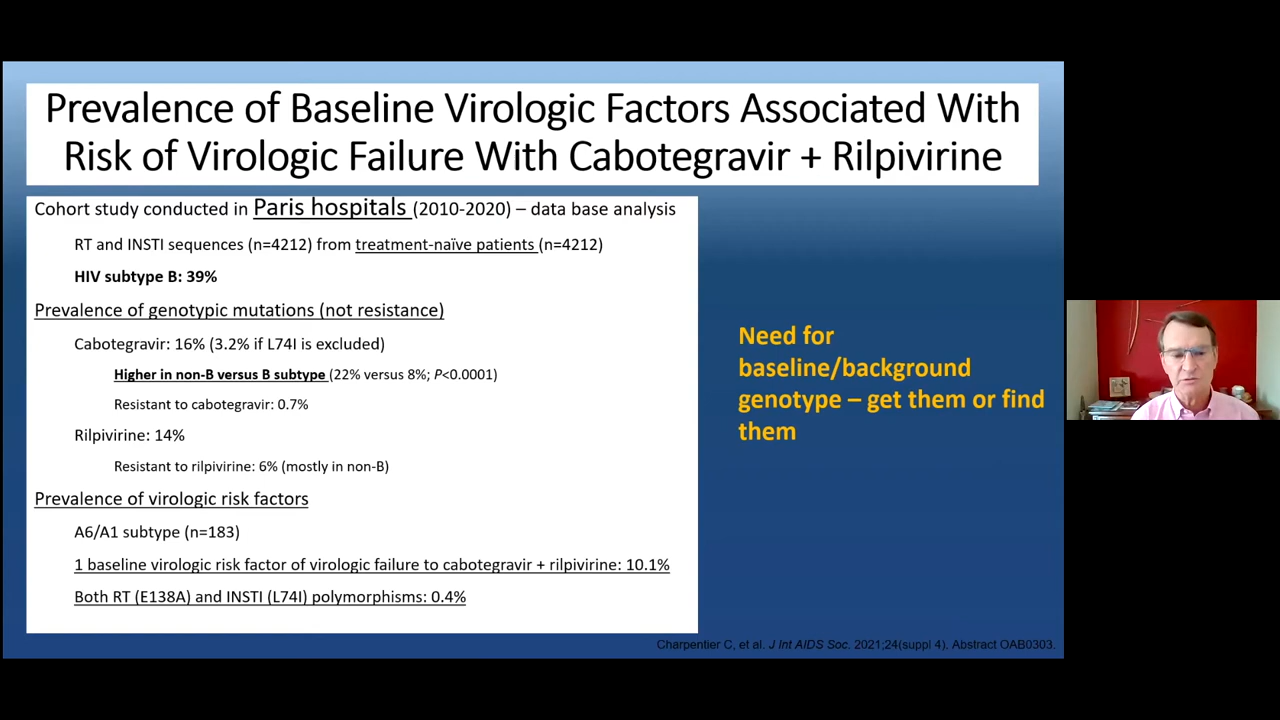 Prevalence of Baseline Virologic Factors Associated With
Risk of Virologic Failure With Cabotegravir + Rilpivirine
Cohort study conducted in Paris hospitals (2010-2020) – data base analysis
RT and INSTI sequences (n=4212) from treatment-naïve patients (n=4212)
HIV subtype B: 39%
Prevalence of genotypic mutations (not resistance)
Cabotegravir: 16% (3.2% if L74I is excluded)
Higher in non-B versus B subtype (22% versus 8%; P<0.0001)
Resistant to cabotegravir: 0.7%
Rilpivirine: 14%
Resistant to rilpivirine: 6% (mostly in non-B)
Prevalence of virologic risk factors
A6/A1 subtype (n=183)
1 baseline virologic risk factor of virologic failure to cabotegravir + rilpivirine: 10.1%
Both RT (E138A) and INSTI (L74I) polymorphisms: 0.4%
Need for
baseline/background
genotype – get them or find
them
Charpentier C, et al. J Int AIDS Soc. 2021;24(suppl 4). Abstract OAB0303.